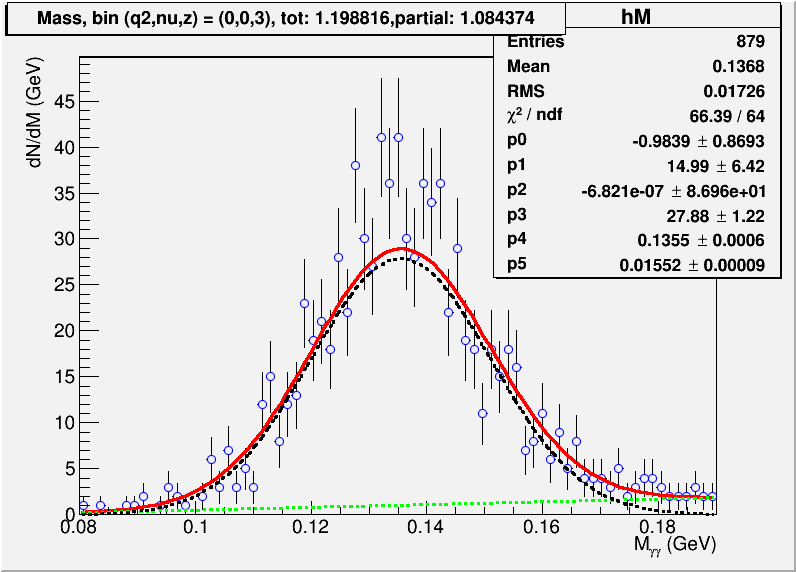 Mass, bin (q2,nu,z) = (0,0,3), tot: 1.198816,partial: 1.084374
hM
Entries 879
Mean 0.1368
RMS 0.01726
χ² / ndf 66.39 / 64
p0 -0.9839 ± 0.8693
p1 14.99 ± 6.42
p2 -6.821e-07 ± 8.696e+01
p3 27.88 ± 1.22
p4 0.1355 ± 0.0006
p5 0.01552 ± 0.00009
dN/dM (GeV)
45
40
35
30
25
20
15
10
5
0
0.08 0.1 0.12 0.14 0.16 0.18
Mγγ (GeV)